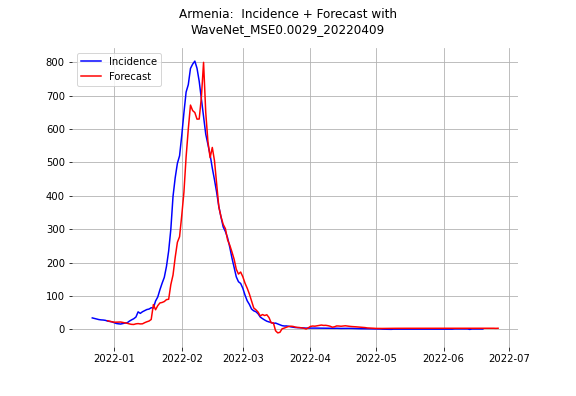 Armenia:  Incidence + Forecast with
WaveNet_MSE0.0029_20220409
Incidence
Forecast
800
700
600
500
400
300
200
100
0
2022-01 2022-02 2022-03 2022-04 2022-05 2022-06 2022-07